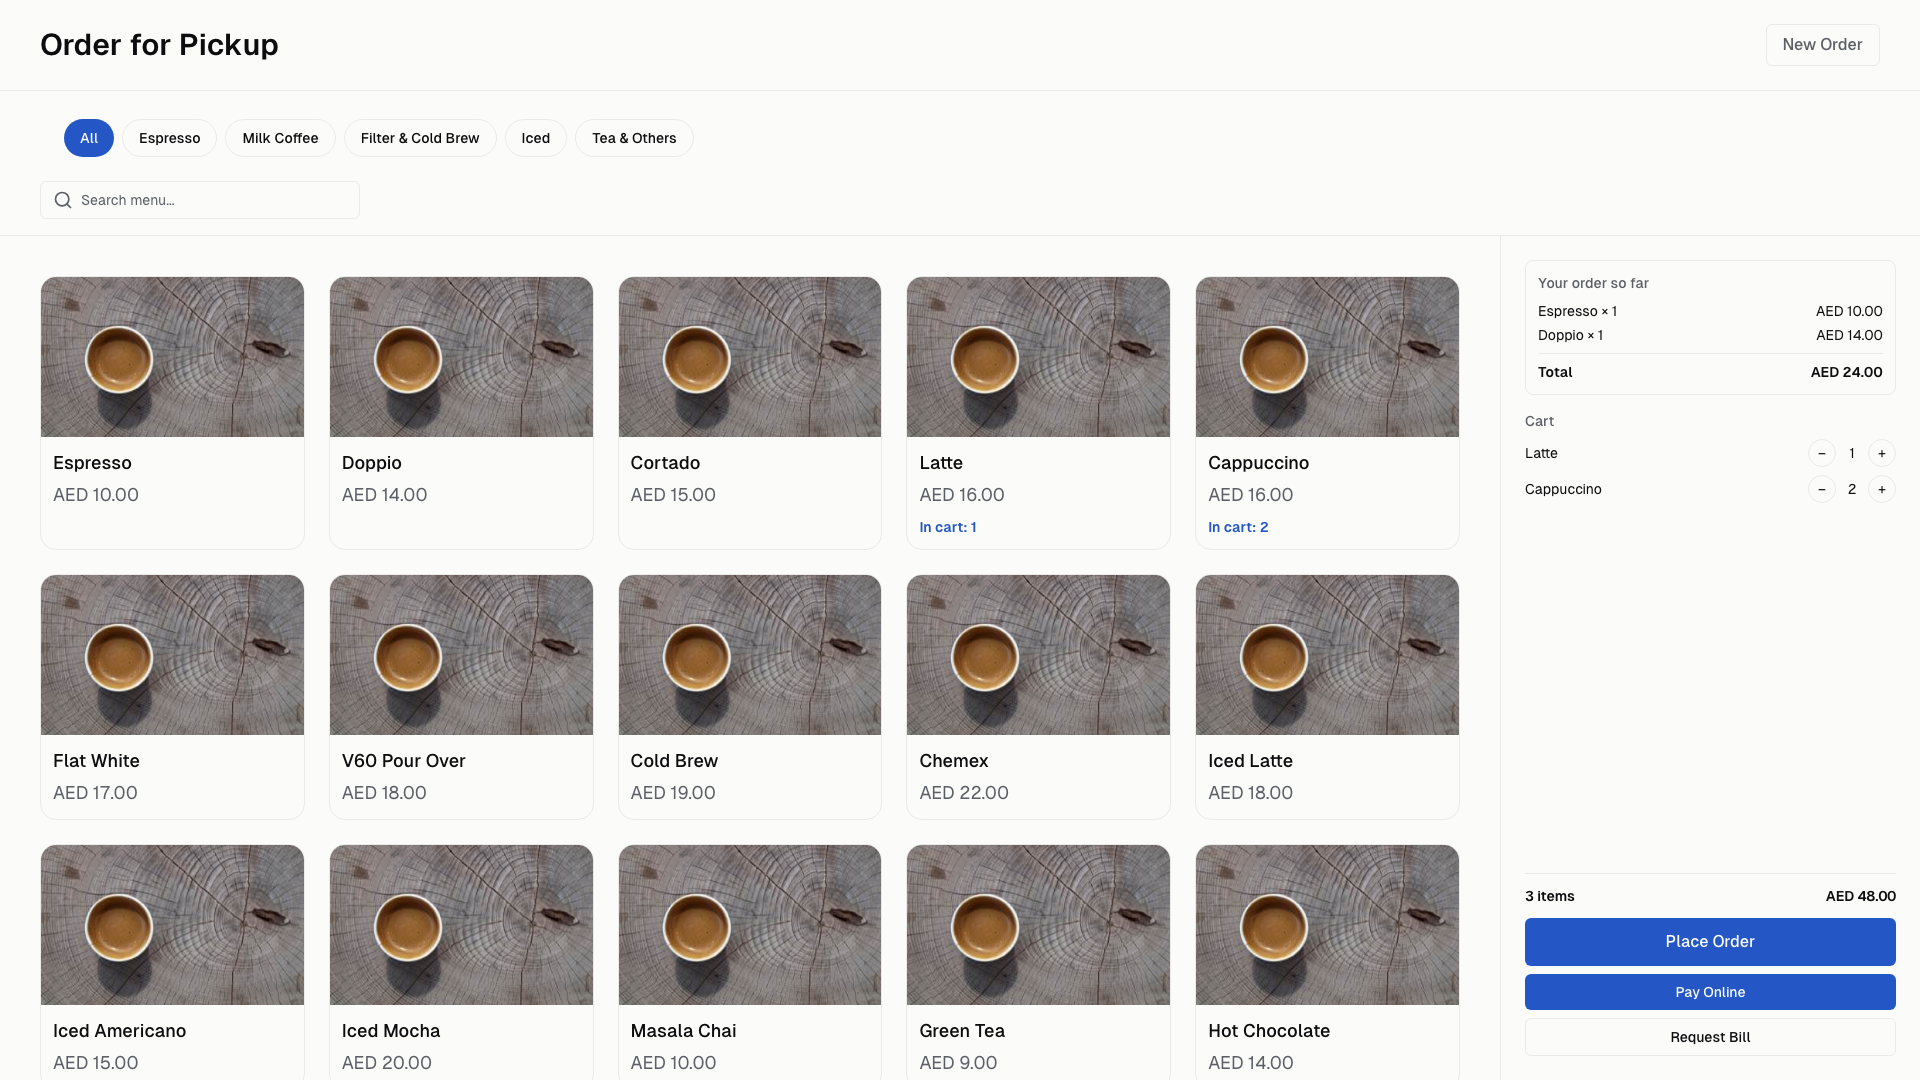 Order for Pickup
New Order
All
Espresso
Milk Coffee
Filter & Cold Brew
Iced
Tea & Others
Search menu...
Espresso
AED 10.00
Doppio
AED 14.00
Cortado
AED 15.00
Latte
AED 16.00
In cart: 1
Cappuccino
AED 16.00
In cart: 2
Flat White
AED 17.00
V60 Pour Over
AED 18.00
Cold Brew
AED 19.00
Chemex
AED 22.00
Iced Latte
AED 18.00
Iced Americano
AED 15.00
Iced Mocha
AED 20.00
Masala Chai
AED 10.00
Green Tea
AED 9.00
Hot Chocolate
AED 14.00
Your order so far
Espresso × 1 AED 10.00
Doppio × 1 AED 14.00
Total AED 24.00
Cart
Latte − 1 +
Cappuccino − 2 +
3 items AED 48.00
Place Order
Pay Online
Request Bill